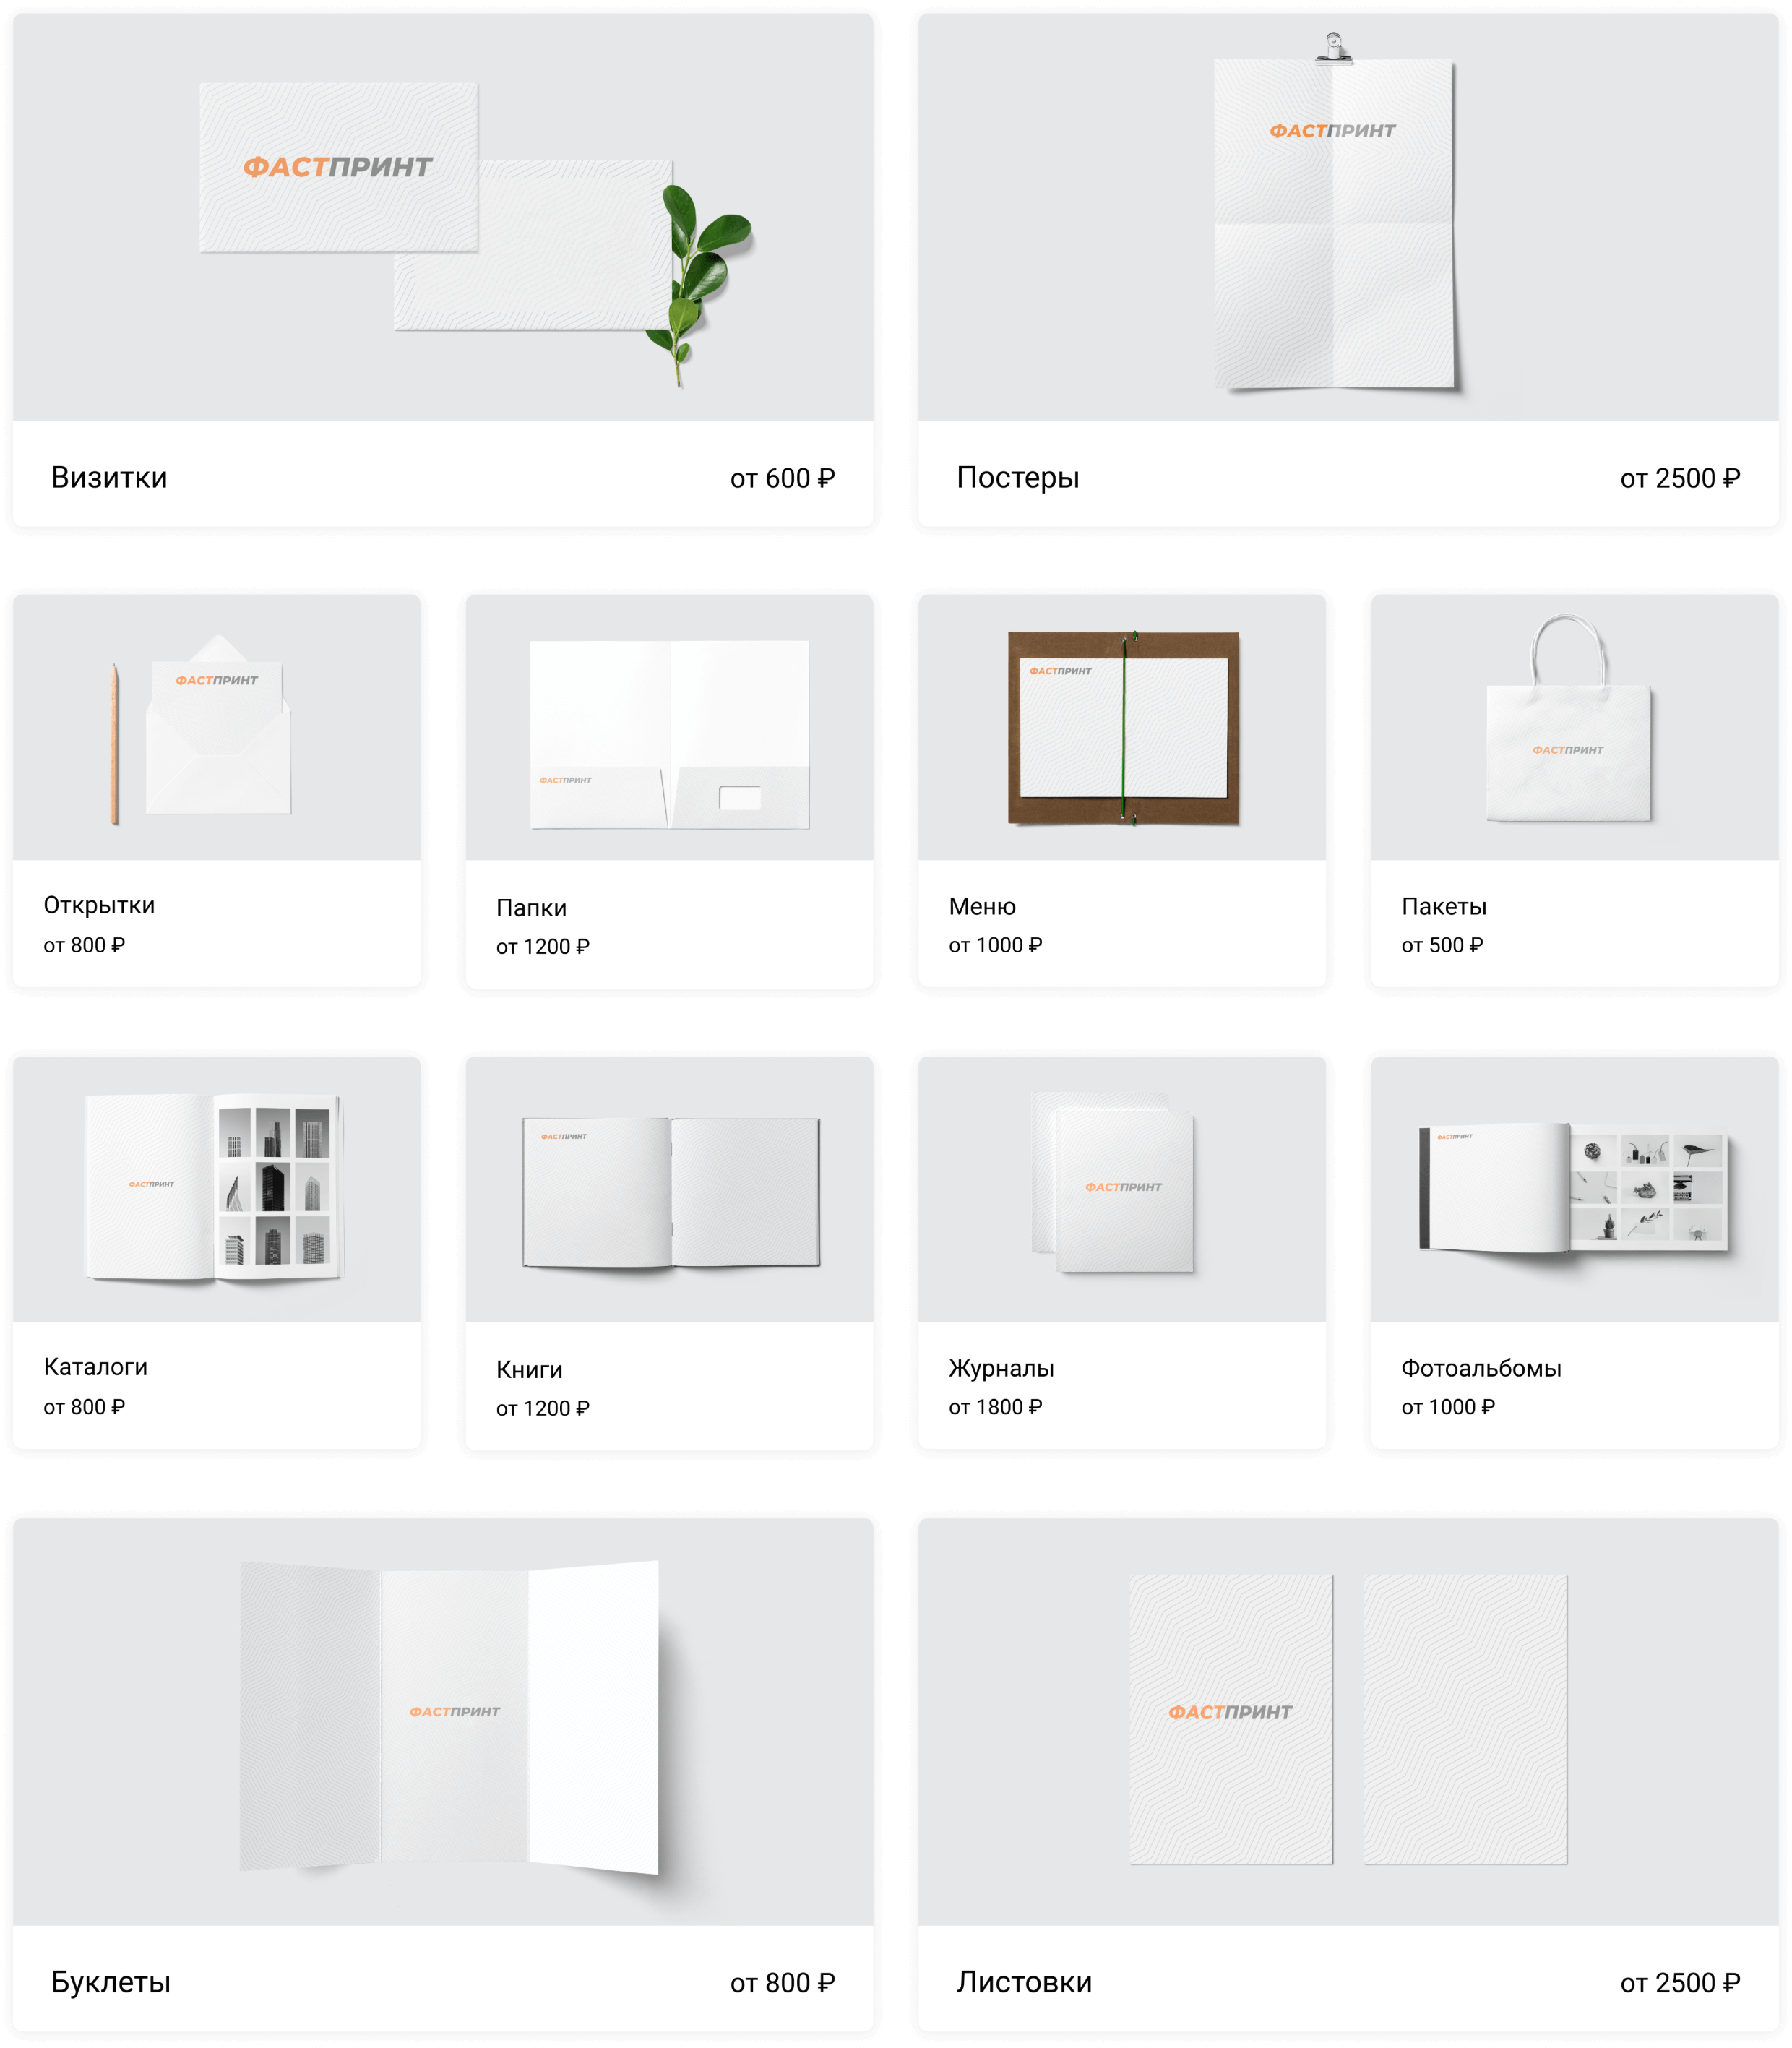 ФАСТПРИНТ
ФАСТПРИНТ
Визитки
от 600 ₽
Постеры
от 2500 ₽
ФАСТПРИНТ
ФАСТПРИНТ
ФАСТПРИНТ
ФАСТПРИНТ
Открытки
от 800 ₽
Папки
от 1200 ₽
Меню
от 1000 ₽
Пакеты
от 500 ₽
ФАСТПРИНТ
ФАСТПРИНТ
ФАСТПРИНТ
ФАСТПРИНТ
Каталоги
от 800 ₽
Книги
от 1200 ₽
Журналы
от 1800 ₽
Фотоальбомы
от 1000 ₽
ФАСТПРИНТ
ФАСТПРИНТ
Буклеты
от 800 ₽
Листовки
от 2500 ₽